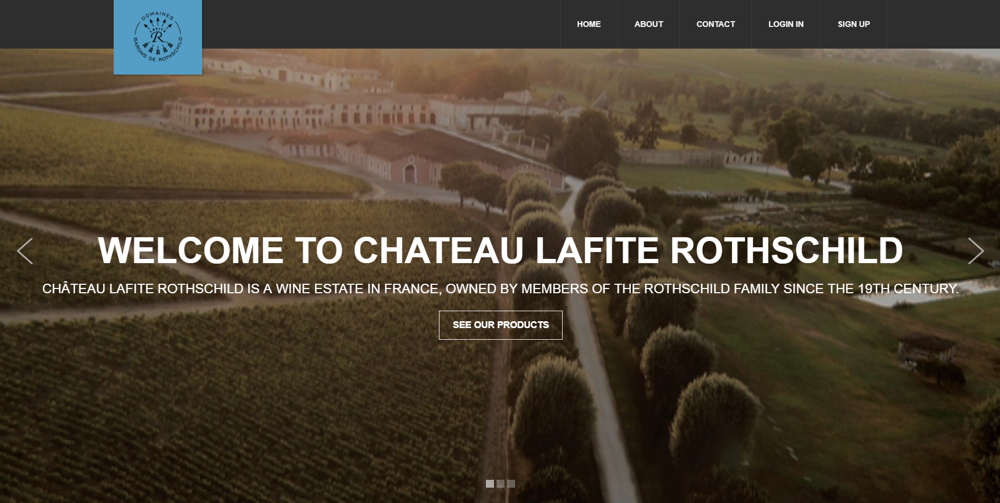 DOMAINES
LAFITE
R
BARONS DE ROTHSCHILD
HOME
ABOUT
CONTACT
LOGIN IN
SIGN UP
WELCOME TO CHATEAU LAFITE ROTHSCHILD
CHÂTEAU LAFITE ROTHSCHILD IS A WINE ESTATE IN FRANCE, OWNED BY MEMBERS OF THE ROTHSCHILD FAMILY SINCE THE 19TH CENTURY.
SEE OUR PRODUCTS